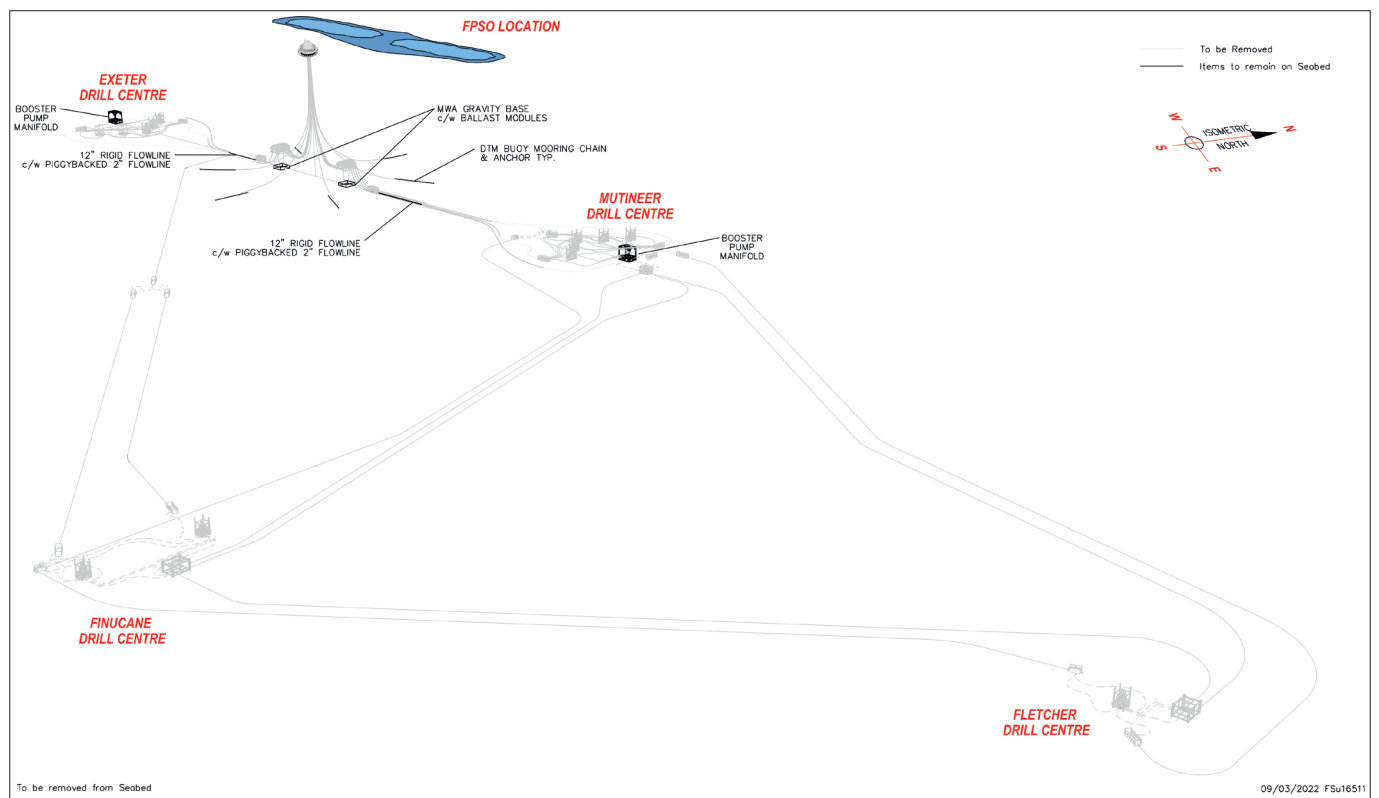 FPSO LOCATION
To be Removed
Items to remain on Seabed
EXETER
DRILL CENTRE
BOOSTER
PUMP
MANIFOLD
MWA GRAVITY BASE
c/w BALLAST MODULES
W
ISOMETRIC
N
S
NORTH
E
12" RIGID FLOWLINE
c/w PIGGYBACKED 2" FLOWLINE
DTM BUOY MOORING CHAIN
& ANCHOR TYP.
MUTINEER
DRILL CENTRE
12" RIGID FLOWLINE
c/w PIGGYBACKED 2" FLOWLINE
BOOSTER
PUMP
MANIFOLD
FINUCANE
DRILL CENTRE
FLETCHER
DRILL CENTRE
To be removed from Seabed
09/03/2022 FSu16511